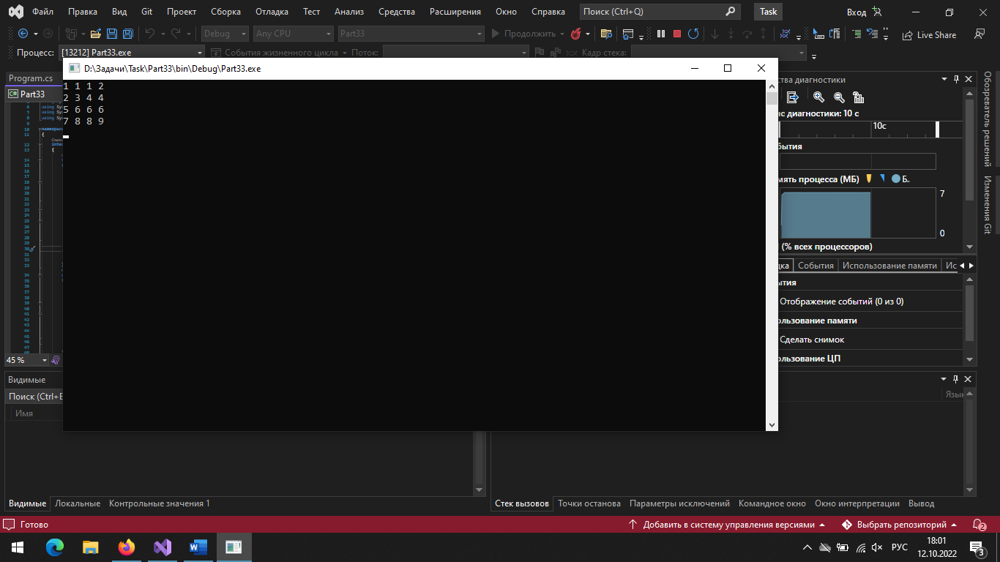 Файл Правка Вид Git Проект Сборка Отладка Тест Анализ Средства Расширения Окно Справка Поиск (Ctrl+Q) Task Вход
Debug Any CPU Part33 Продолжить Live Share
Процесс: [13212] Part33.exe События жизненного цикла Поток: Кадр стека:
D:\Задачи\Task\Part33\bin\Debug\Part33.exe
Program.cs
Part33
1 1 1 2
2 3 4 4
5 6 6 6
7 8 8 9
ства диагностики
ис диагностики: 10 с
10с
бытия
мять процесса (МБ) Б..
7
0
(% всех процессоров)
дка События Использование памяти Ис
ытия
Отображение событий (0 из 0)
ользование памяти
Сделать снимок
ользование ЦП
Обозреватель решений
Изменения Git
45 %
Видимые
Поиск (Ctrl+E
Имя
Язык
Видимые Локальные Контрольные значения 1
Стек вызовов Точки останова Параметры исключений Командное окно Окно интерпретации Вывод
Готово Добавить в систему управления версиями Выбрать репозиторий 2
РУС 18:01
12.10.2022 3